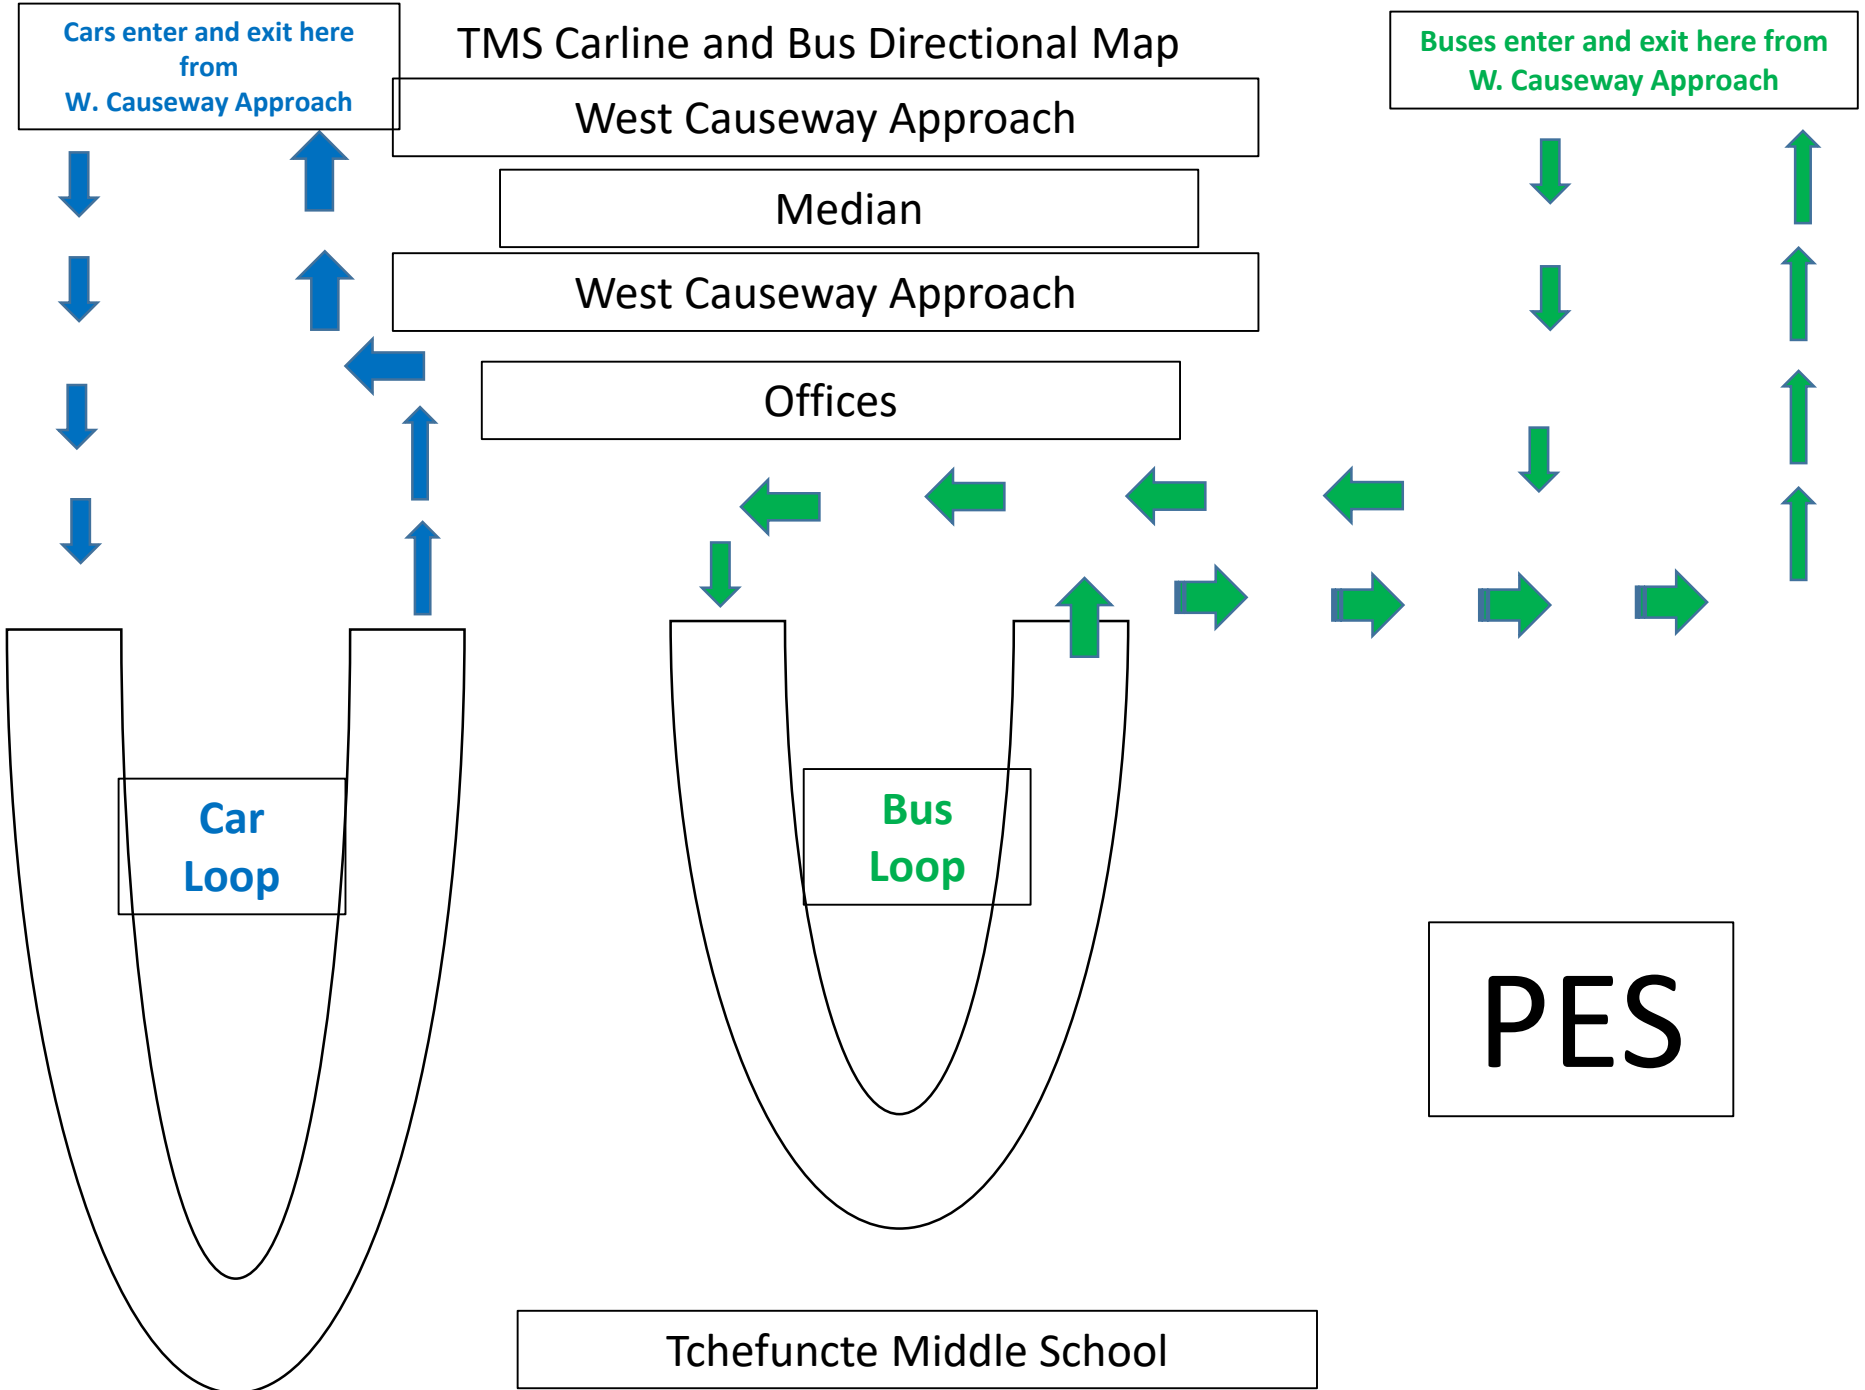 Cars enter and exit here
from
W. Causeway Approach
TMS Carline and Bus Directional Map
Buses enter and exit here from
W. Causeway Approach
West Causeway Approach
Median
West Causeway Approach
Offices
Car
Loop
Bus
Loop
PES
Tchefuncte Middle School